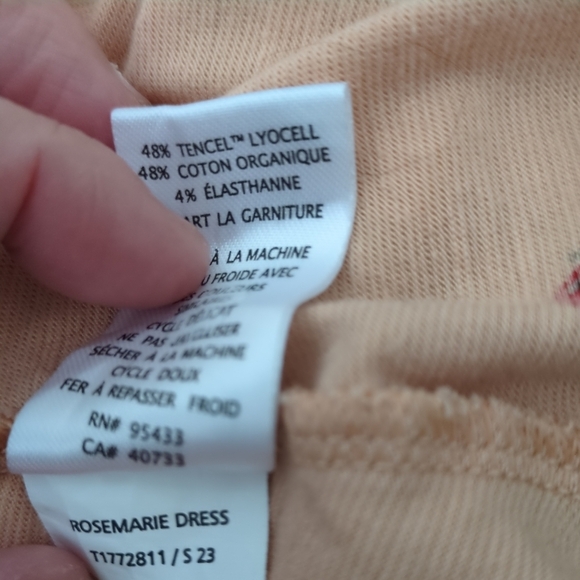 48% TENCEL™ LYOCELL
48% COTON ORGANIQUE
4% ÉLASTHANNE
LA GARNITURE
À LA MACHINE
FROIDE AVEC
CYCLE
NE PAS
SÉCHER À LA MACHINE
CYCLE DOUX
FER À REPASSER FROID
RN# 95433
CA# 40733
ROSEMARIE DRESS
T1772811 / S 23